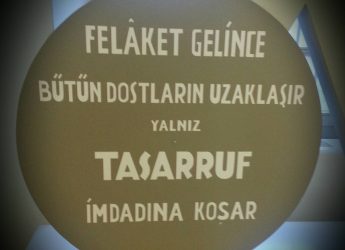 FELÂKET GELİNCE
BÜTÜN DOSTLARIN UZAKLAŞIR
YALNIZ
TASARRUF
İMDADINA KOŞAR